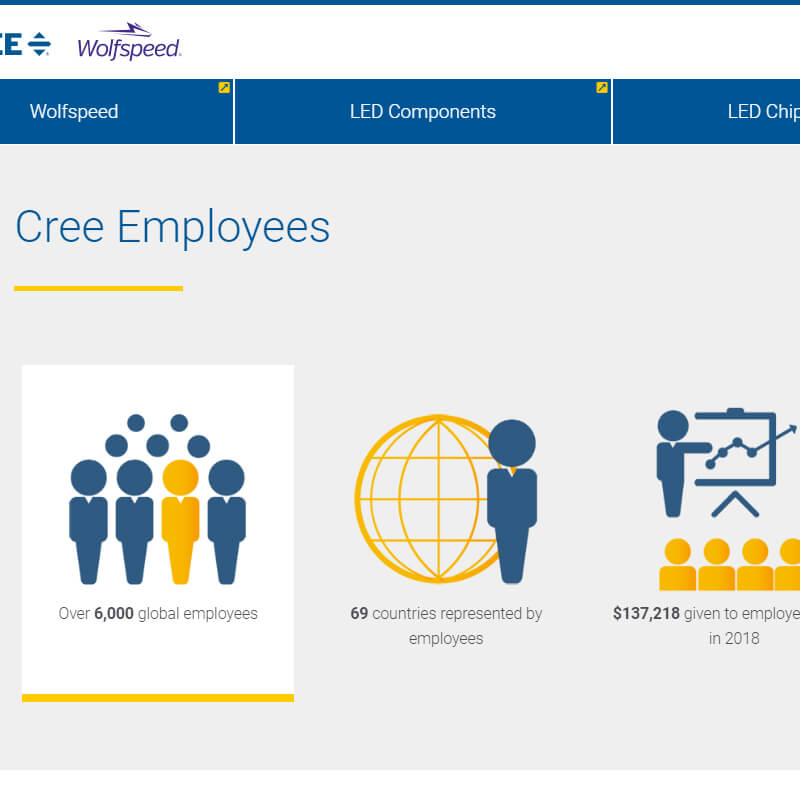 EE
Wolfspeed
Wolfspeed
LED Components
LED Chip
Cree Employees
Over 6,000 global employees
69 countries represented by
employees
$137,218 given to employe
in 2018